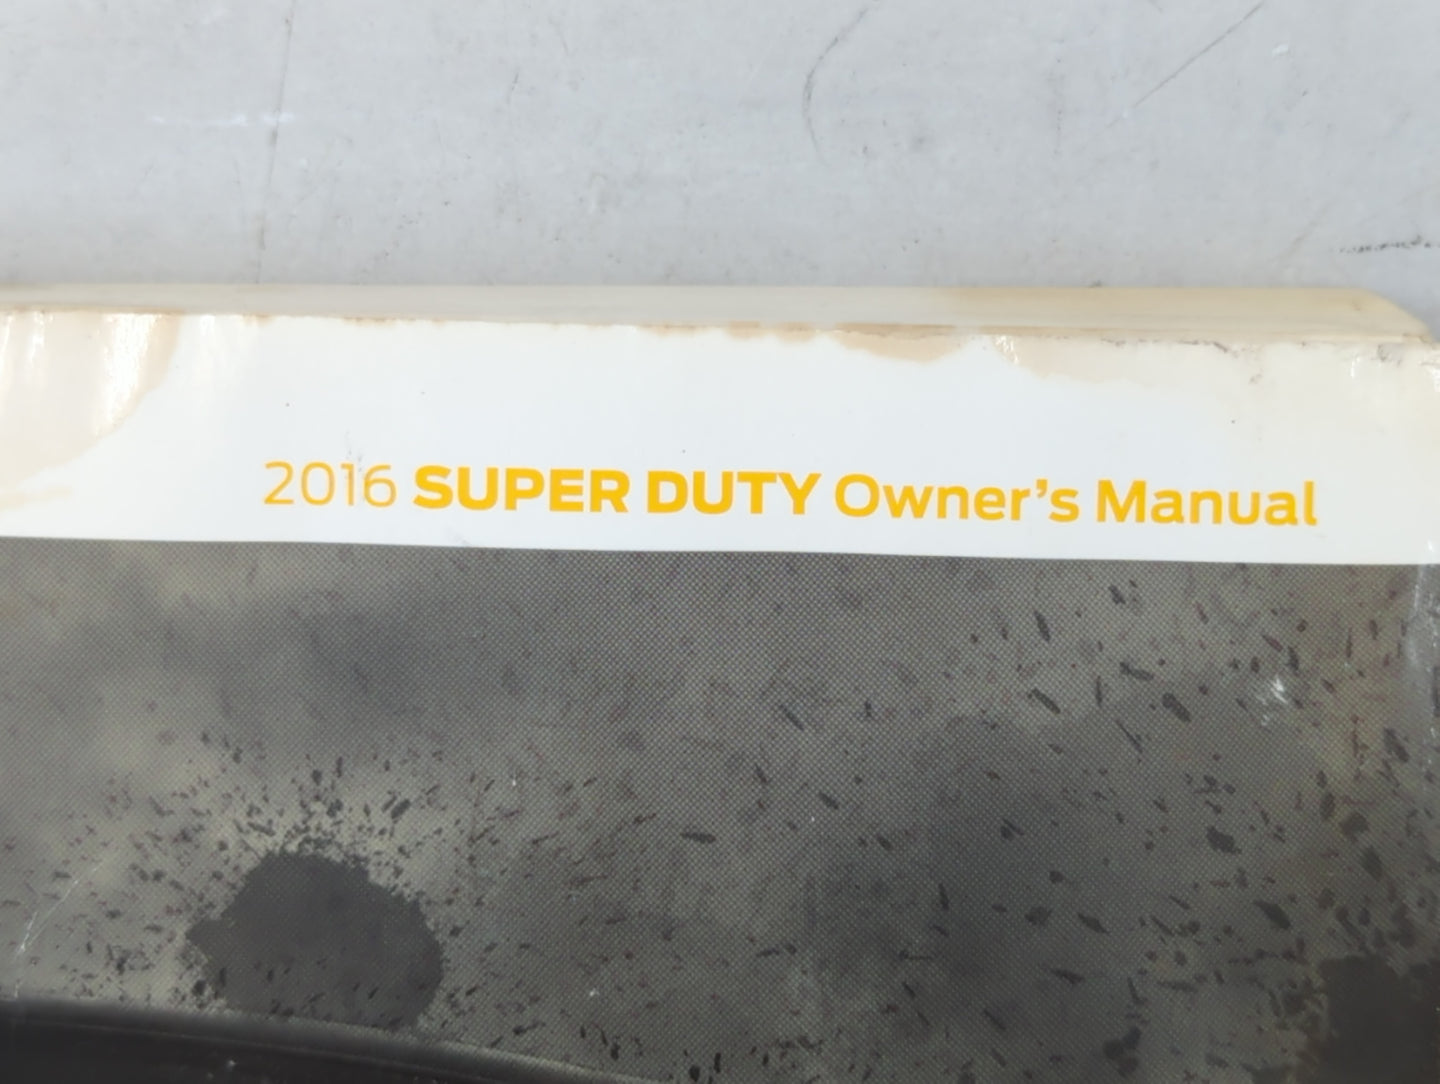 2016 SUPER DUTY Owner’s Manual